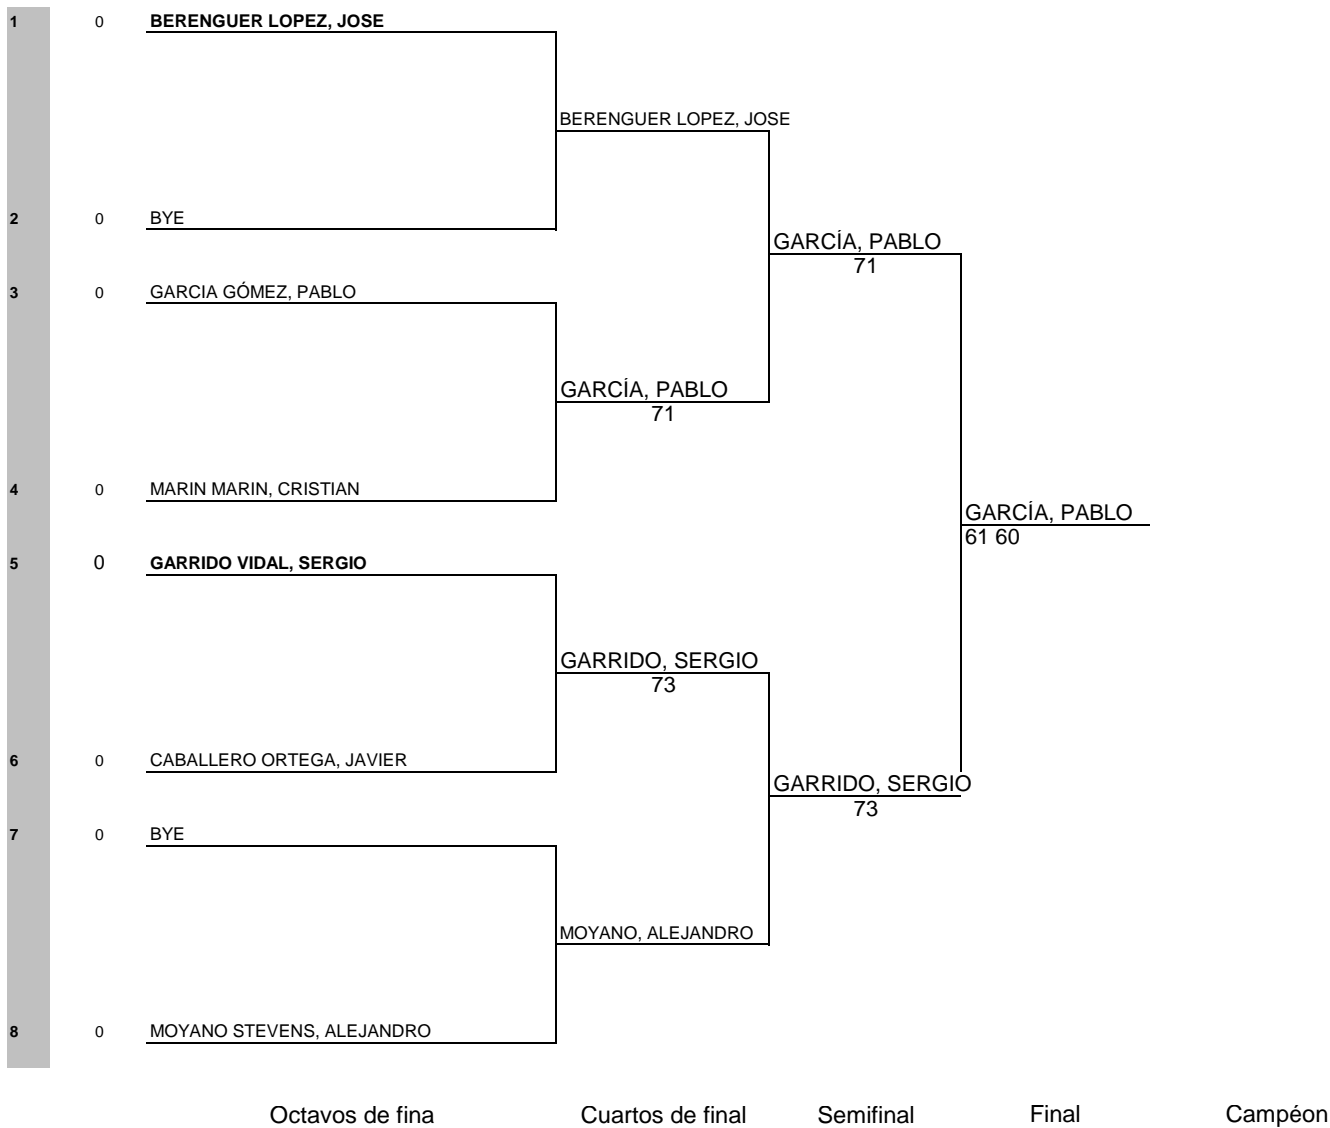 1 0 BERENGUER LOPEZ, JOSE
BERENGUER LOPEZ, JOSE
2 0 BYE
GARCÍA, PABLO
71
3 0 GARCIA GÓMEZ, PABLO
GARCÍA, PABLO
71
4 0 MARIN MARIN, CRISTIAN
GARCÍA, PABLO
61 60
5 0 GARRIDO VIDAL, SERGIO
GARRIDO, SERGIO
73
6 0 CABALLERO ORTEGA, JAVIER
GARRIDO, SERGIO
73
7 0 BYE
MOYANO, ALEJANDRO
8 0 MOYANO STEVENS, ALEJANDRO
Octavos de fina Cuartos de final Semifinal Final Campéon